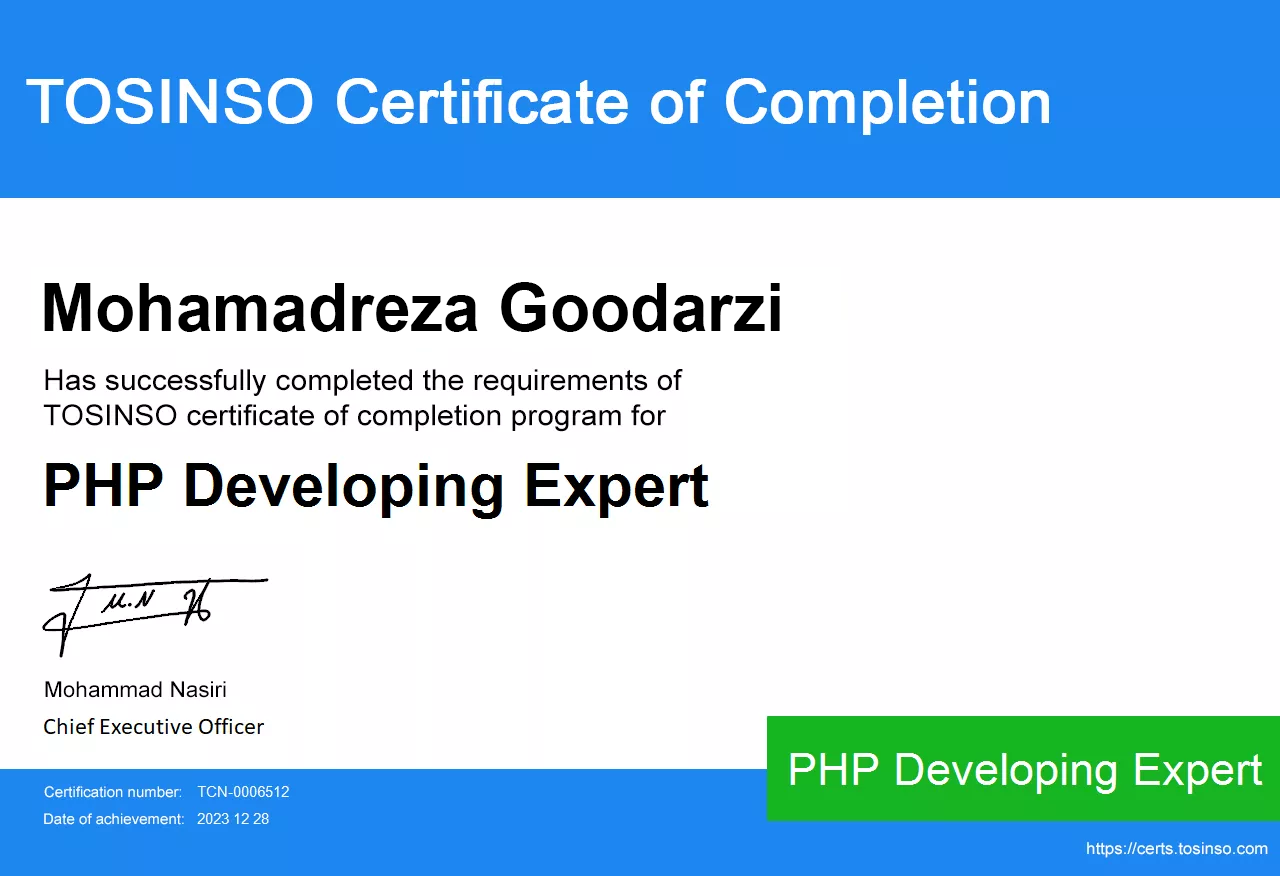 TOSINSO Certificate of Completion
Mohamadreza Goodarzi
Has successfully completed the requirements of
TOSINSO certificate of completion program for
PHP Developing Expert
M.N
Mohammad Nasiri
Chief Executive Officer
PHP Developing Expert
Certification number: TCN-0006512
Date of achievement: 2023 12 28
https://certs.tosinso.com